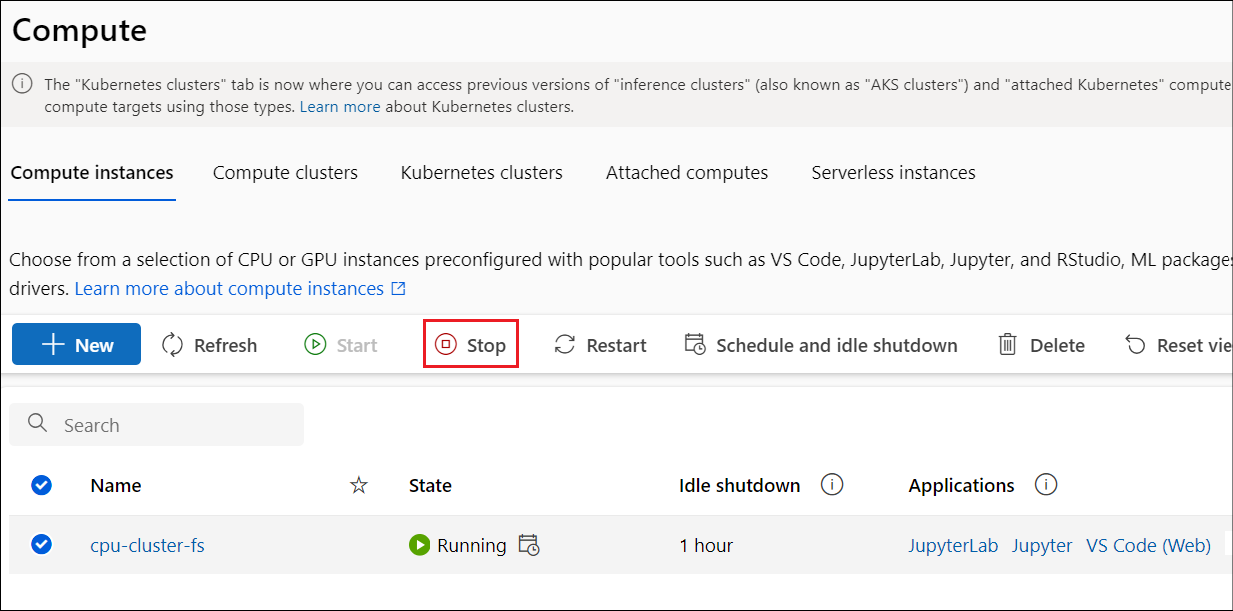 Compute
The "Kubernetes clusters" tab is now where you can access previous versions of "inference clusters" (also known as "AKS clusters") and "attached Kubernetes" compute
compute targets using those types. Learn more about Kubernetes clusters.
Compute instances Compute clusters Kubernetes clusters Attached computes Serverless instances
Choose from a selection of CPU or GPU instances preconfigured with popular tools such as VS Code, JupyterLab, Jupyter, and RStudio, ML packages
drivers. Learn more about compute instances
New Refresh Start Stop Restart Schedule and idle shutdown Delete Reset vie
Search
Name State Idle shutdown Applications
cpu-cluster-fs Running 1 hour JupyterLab Jupyter VS Code (Web)